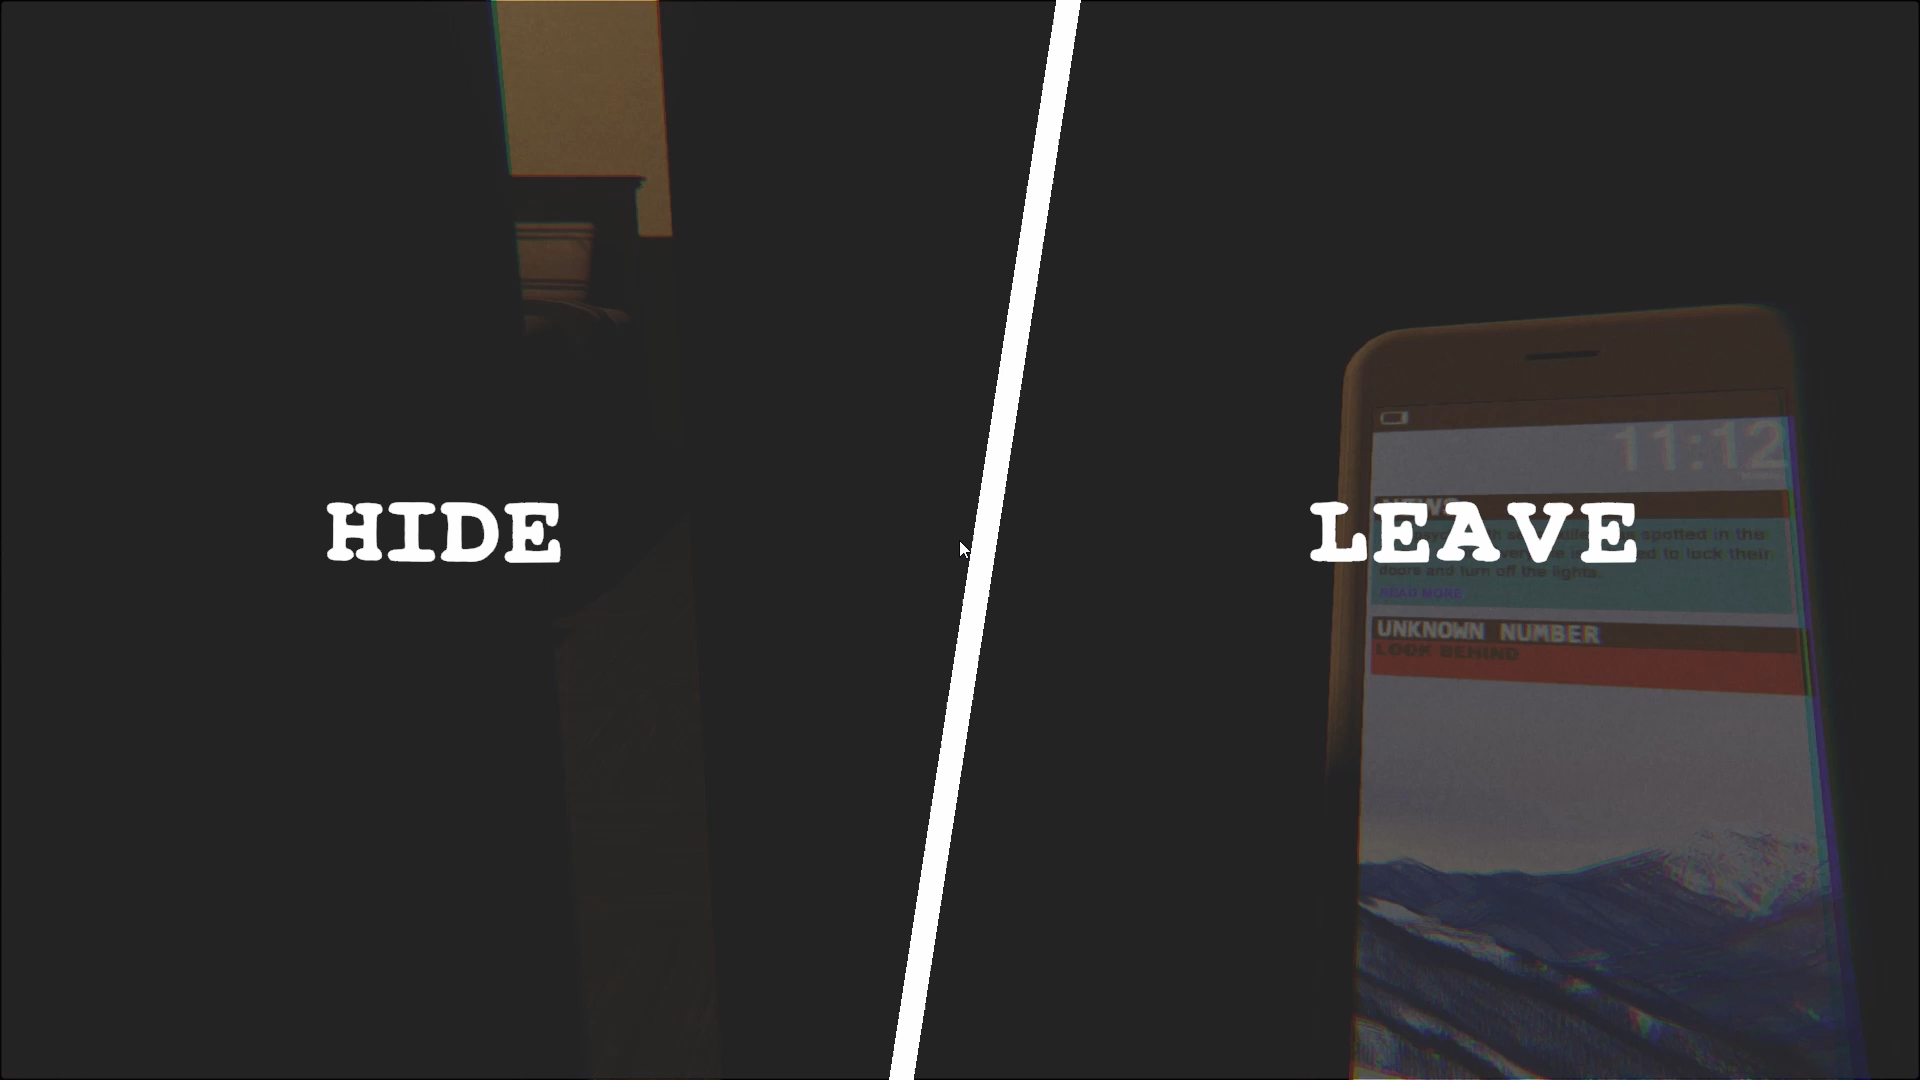 HIDE
LEAVE
11:12
NEWS
spotted in the
to lock their
doors and turn off the lights.
READ MORE
UNKNOWN NUMBER
LOOK BEHIND